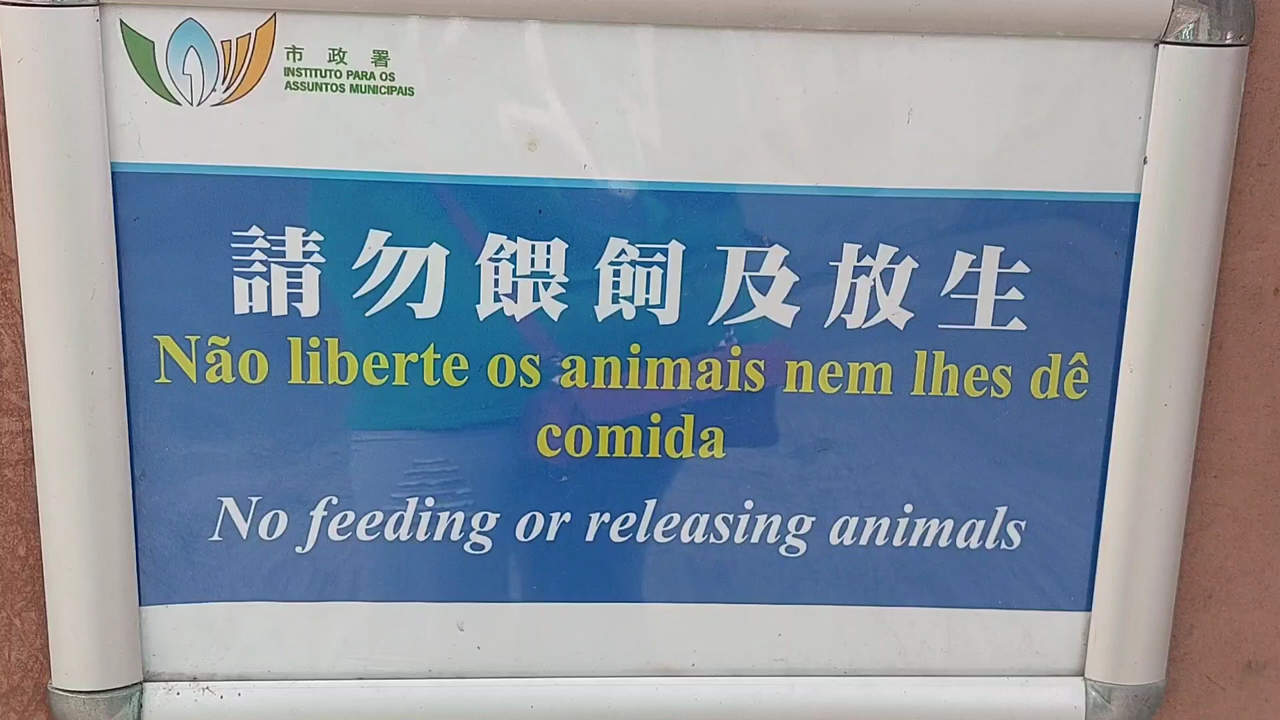 市政署
INSTITUTO PARA OS
ASSUNTOS MUNICIPAIS
請勿餵飼及放生
Não liberte os animais nem lhes dê
comida
No feeding or releasing animals